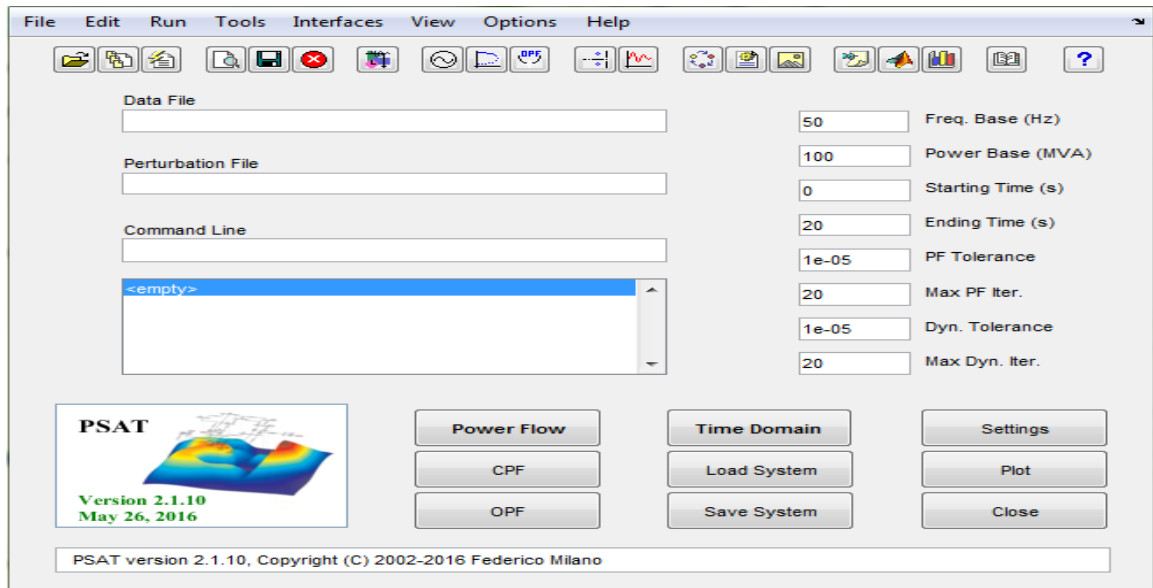 File Edit Run Tools Interfaces View Options Help
OPF
?
Data File
50 Freq. Base (Hz)
100 Power Base (MVA)
Perturbation File
0 Starting Time (s)
20 Ending Time (s)
Command Line
1e-05 PF Tolerance
<empty>
20 Max PF Iter.
1e-05 Dyn. Tolerance
20 Max Dyn. Iter.
PSAT
Version 2.1.10
May 26, 2016
Power Flow Time Domain Settings
CPF Load System Plot
OPF Save System Close
PSAT version 2.1.10, Copyright (C) 2002-2016 Federico Milano